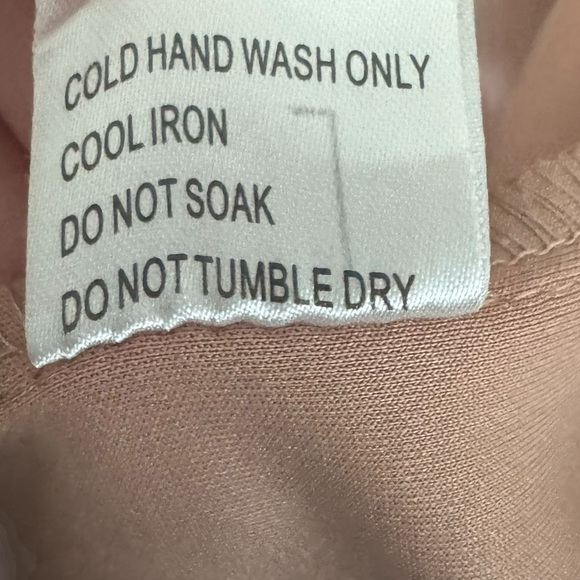 COLD HAND WASH ONLY
COOL IRON
DO NOT SOAK
DO NOT TUMBLE DRY